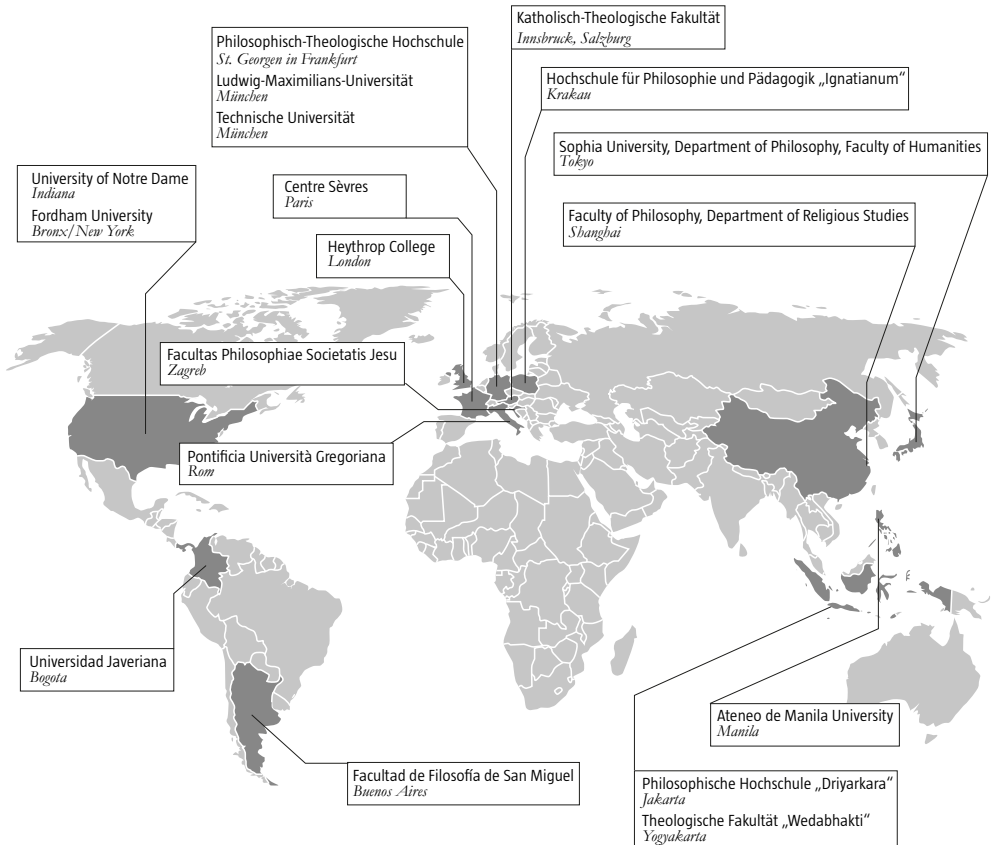 Katholisch-Theologische Fakultät
Innsbruck, Salzburg
Philosophisch-Theologische Hochschule
St. Georgen in Frankfurt
Ludwig-Maximilians-Universität
München
Technische Universität
München
Hochschule für Philosophie und Pädagogik „Ignatianum“
Krakau
Sophia University, Department of Philosophy, Faculty of Humanities
Tokyo
University of Notre Dame
Indiana
Fordham University
Bronx/New York
Centre Sèvres
Paris
Faculty of Philosophy, Department of Religious Studies
Shanghai
Heythrop College
London
Facultas Philosophiae Societatis Jesu
Zagreb
Pontificia Università Gregoriana
Rom
Universidad Javeriana
Bogota
Ateneo de Manila University
Manila
Facultad de Filosofía de San Miguel
Buenos Aires
Philosophische Hochschule „Driyarkara“
Jakarta
Theologische Fakultät „Wedabhakti“
Yogyakarta